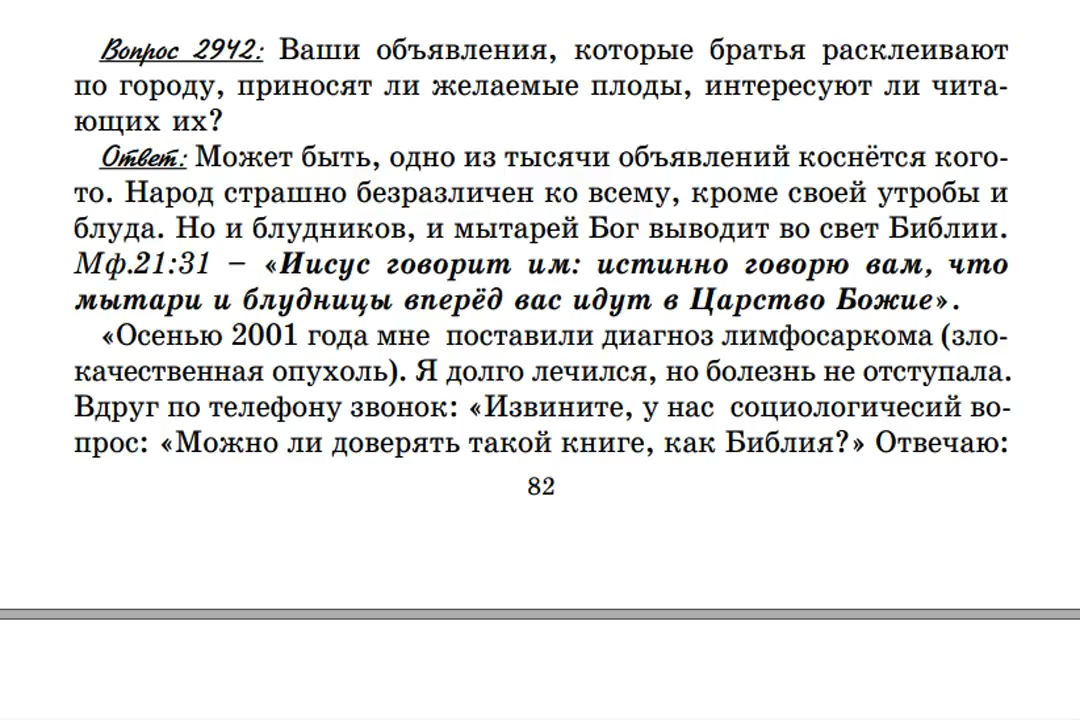 Вопрос 2942: Ваши объявления, которые братья расклеивают
по городу, приносят ли желаемые плоды, интересуют ли чита-
ющих их?
Ответ: Может быть, одно из тысячи объявлений коснётся кого-
то. Народ страшно безразличен ко всему, кроме своей утробы и
блуда. Но и блудников, и мытарей Бог выводит во свет Библии.
Мф.21:31 – «Иисус говорит им: истинно говорю вам, что
мытари и блудницы вперёд вас идут в Царство Божие».
«Осенью 2001 года мне поставили диагноз лимфосаркома (зло-
качественная опухоль). Я долго лечился, но болезнь не отступала.
Вдруг по телефону звонок: «Извините, у нас социологичесий во-
прос: «Можно ли доверять такой книге, как Библия?» Отвечаю:
82